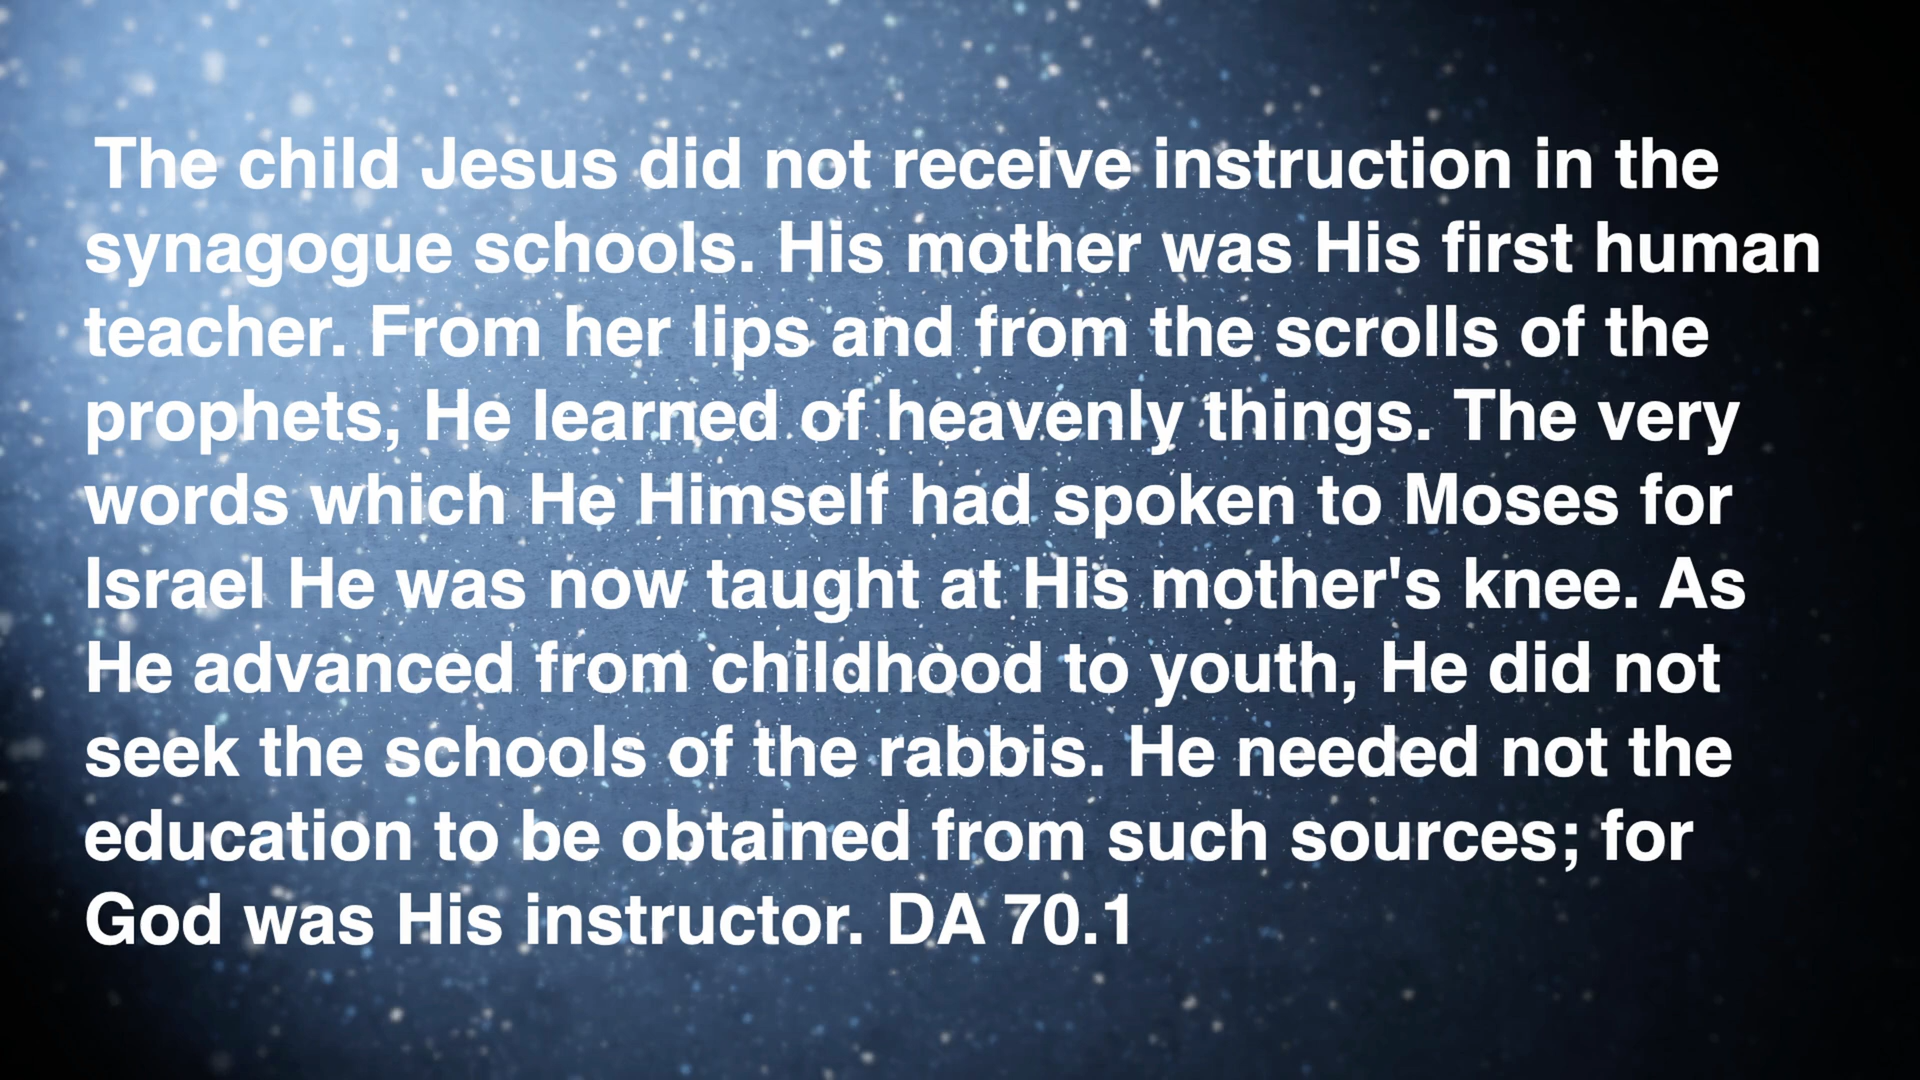 The child Jesus did not receive instruction in the
synagogue schools. His mother was His first human
teacher. From her lips and from the scrolls of the
prophets, He learned of heavenly things. The very
words which He Himself had spoken to Moses for
Israel He was now taught at His mother's knee. As
He advanced from childhood to youth, He did not
seek the schools of the rabbis. He needed not the
education to be obtained from such sources; for
God was His instructor. DA 70.1